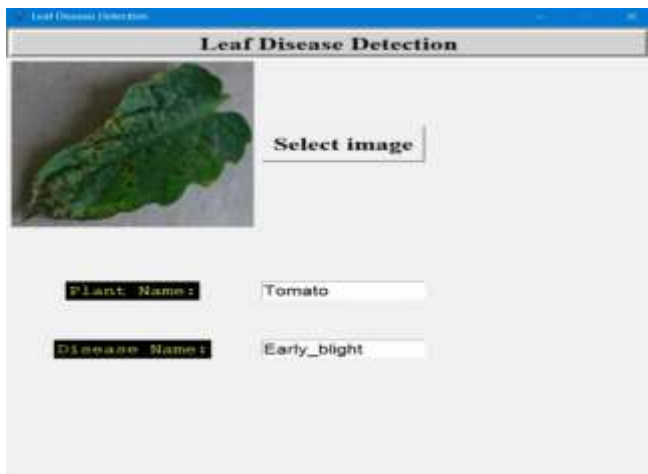 Leaf Disease Detection
Leaf Disease Detection
Select image
Plant Name:
Tomato
Disease Name:
Early_blight